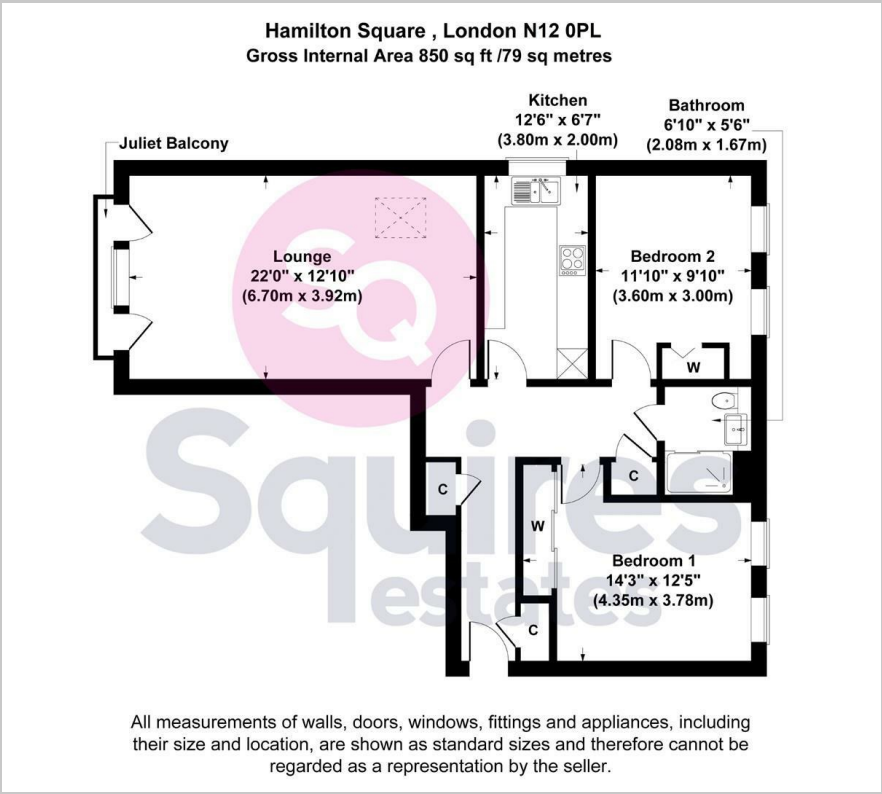 Hamilton Square , London N12 0PL
Gross Internal Area 850 sq ft /79 sq metres
Kitchen
12'6" x 6'7"
(3.80m x 2.00m)
Bathroom
6'10" x 5'6"
(2.08m x 1.67m)
Juliet Balcony
Lounge
22'0" x 12'10"
(6.70m x 3.92m)
Bedroom 2
11'10" x 9'10"
(3.60m x 3.00m)
W
SQ
Squires
estates
C
C
W
Bedroom 1
14'3" x 12'5"
(4.35m x 3.78m)
C
All measurements of walls, doors, windows, fittings and appliances, including
their size and location, are shown as standard sizes and therefore cannot be
regarded as a representation by the seller.